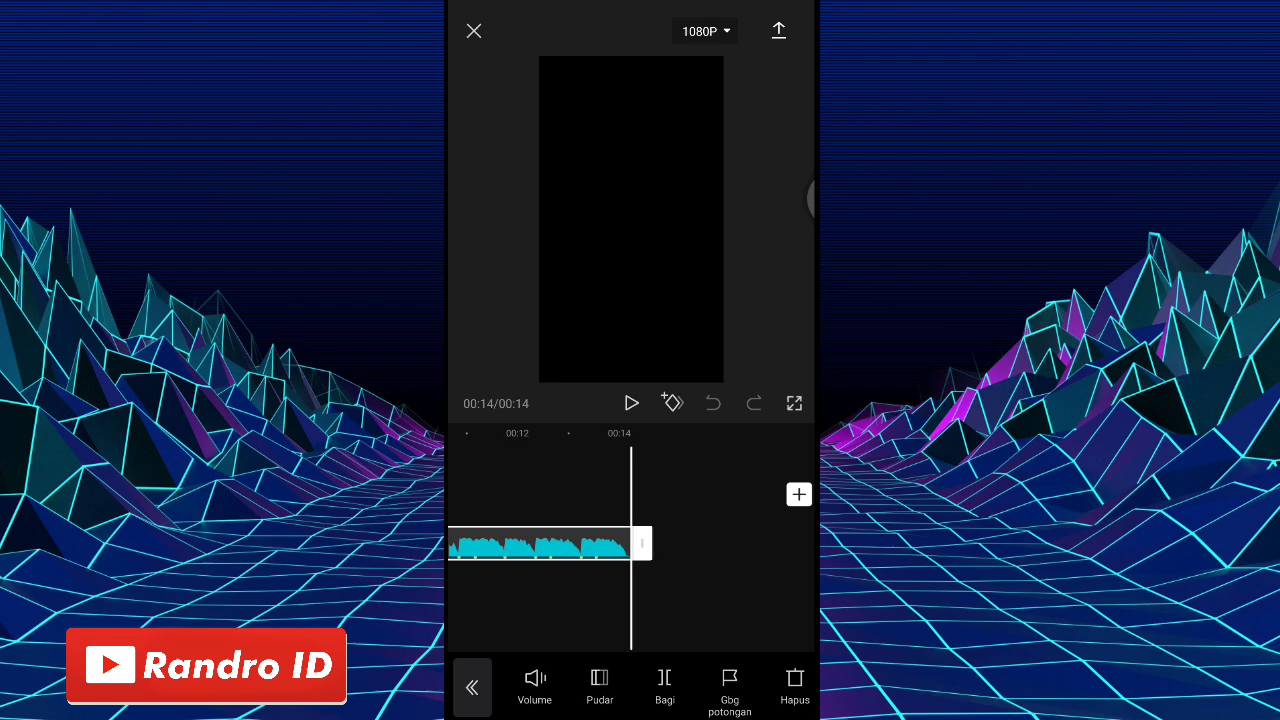 1080P
00:14/00:14
00:12
00:14
Volume
Pudar
Bagi
Gbg
potongan
Hapus
Randro ID